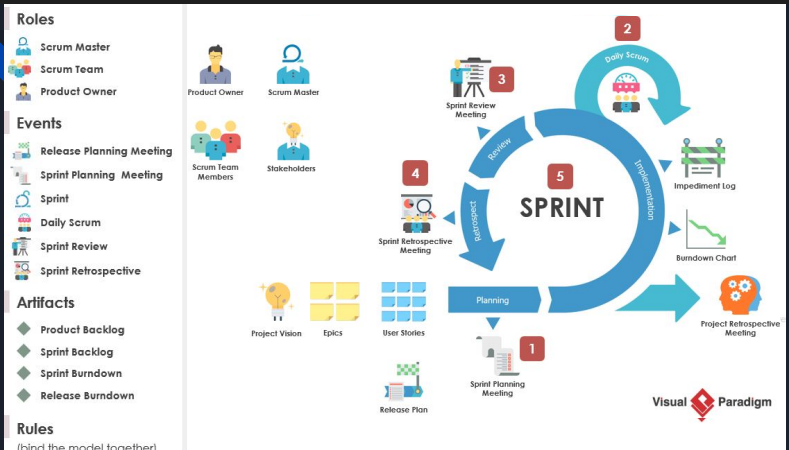 Roles
Scrum Master
Scrum Team
Product Owner
Events
Release Planning Meeting
Sprint Planning Meeting
Sprint
Daily Scrum
Sprint Review
Sprint Retrospective
Artifacts
Product Backlog
Sprint Backlog
Sprint Burndown
Release Burndown
Rules
(bind the model together)
Product Owner
Scrum Master
Scrum Team
Members
Stakeholders
2
Daily Scrum
3
Sprint Review
Meeting
Review
Implementation
Impediment Log
4
5
SPRINT
Retrospect
Sprint Retrospective
Meeting
Burndown Chart
Planning
Project Vision
Epics
User Stories
Project Retrospective
Meeting
1
Sprint Planning
Meeting
Release Plan
Visual Paradigm